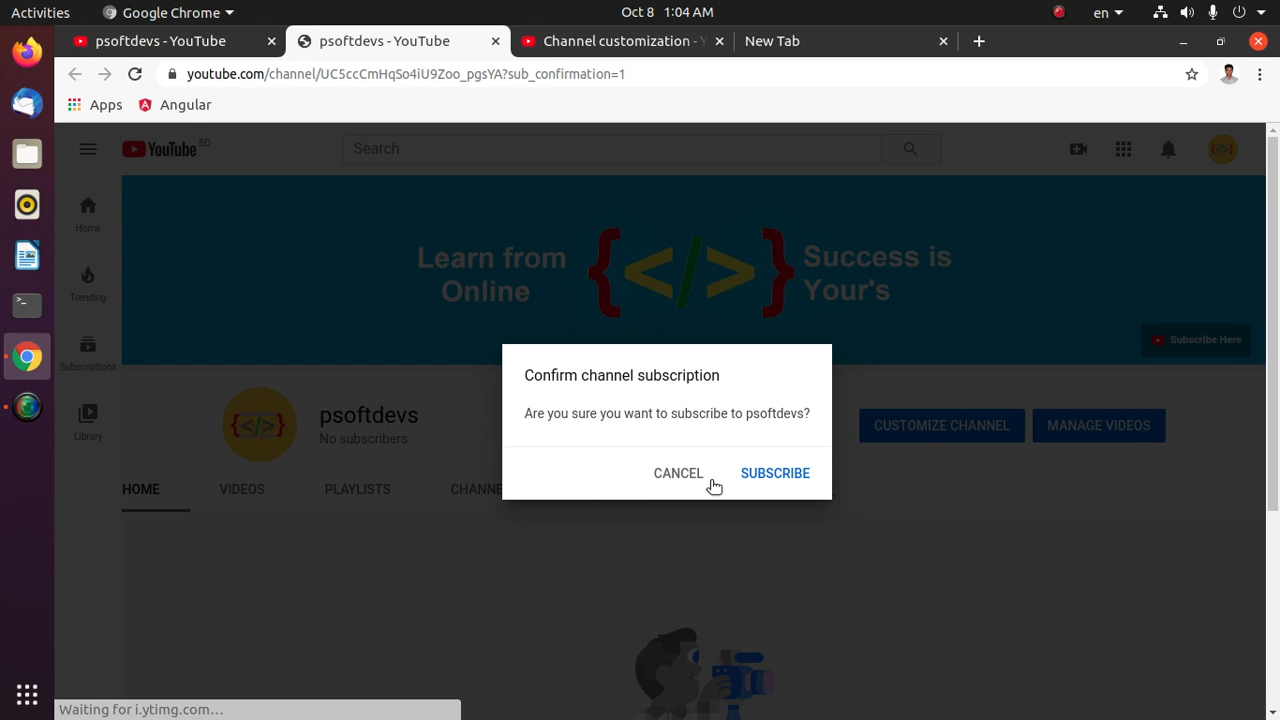 Activities
Google Chrome
Oct 8 1:04 AM
en
psoftdevs - YouTube
psoftdevs - YouTube
Channel customization - Y
New Tab
youtube.com/channel/UC5ccCmHqSo4iU9Zoo_pgsYA?sub_confirmation=1
Apps
Angular
YouTube BD
Search
Home
Trending
Subscriptions
Library
Learn from
Online
{</>}
Success is
Your's
Subscribe Here
{</>}
psoftdevs
No subscribers
CUSTOMIZE CHANNEL
MANAGE VIDEOS
HOME
VIDEOS
PLAYLISTS
CHANNE
Confirm channel subscription
Are you sure you want to subscribe to psoftdevs?
CANCEL
SUBSCRIBE
Waiting for i.ytimg.com...